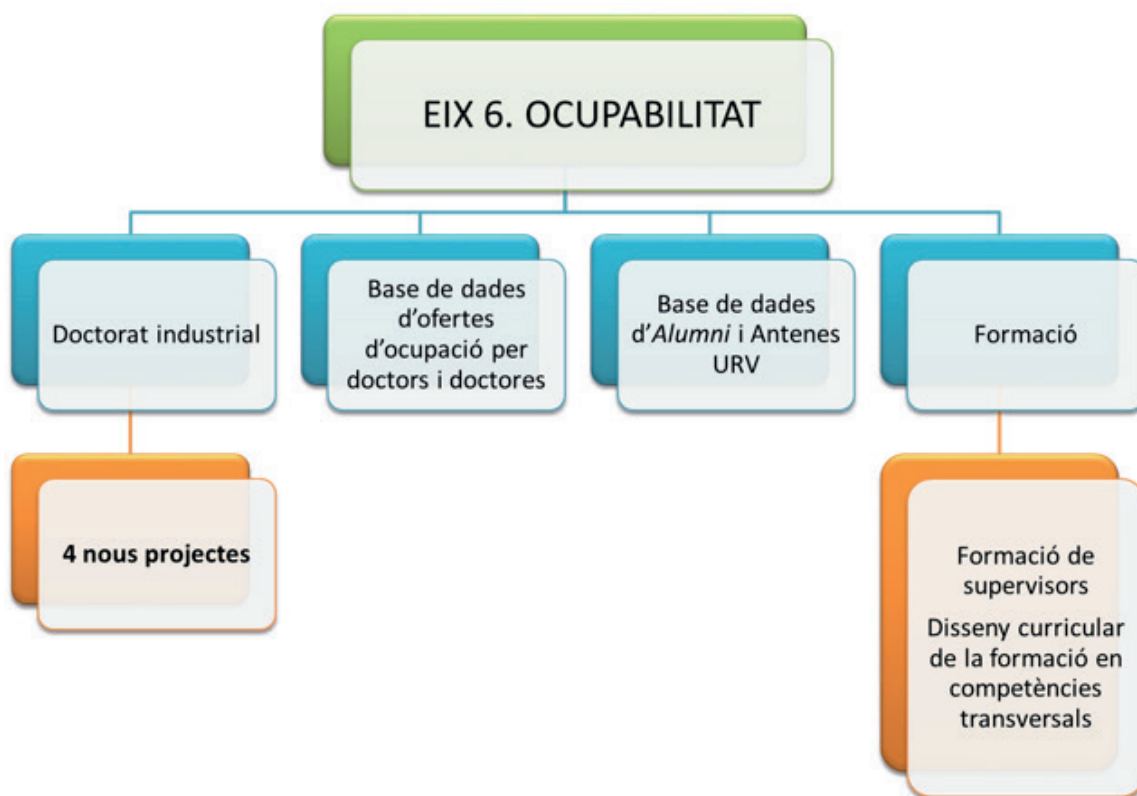 EIX 6. OCUPABILITAT
Doctorat industrial
Base de dades
d’ofertes
d’ocupació per
doctors i doctores
Base de dades
d’Alumni i Antenes
URV
Formació
4 nous projectes
Formació de
supervisors
Disseny curricular
de la formació en
competències
transversals